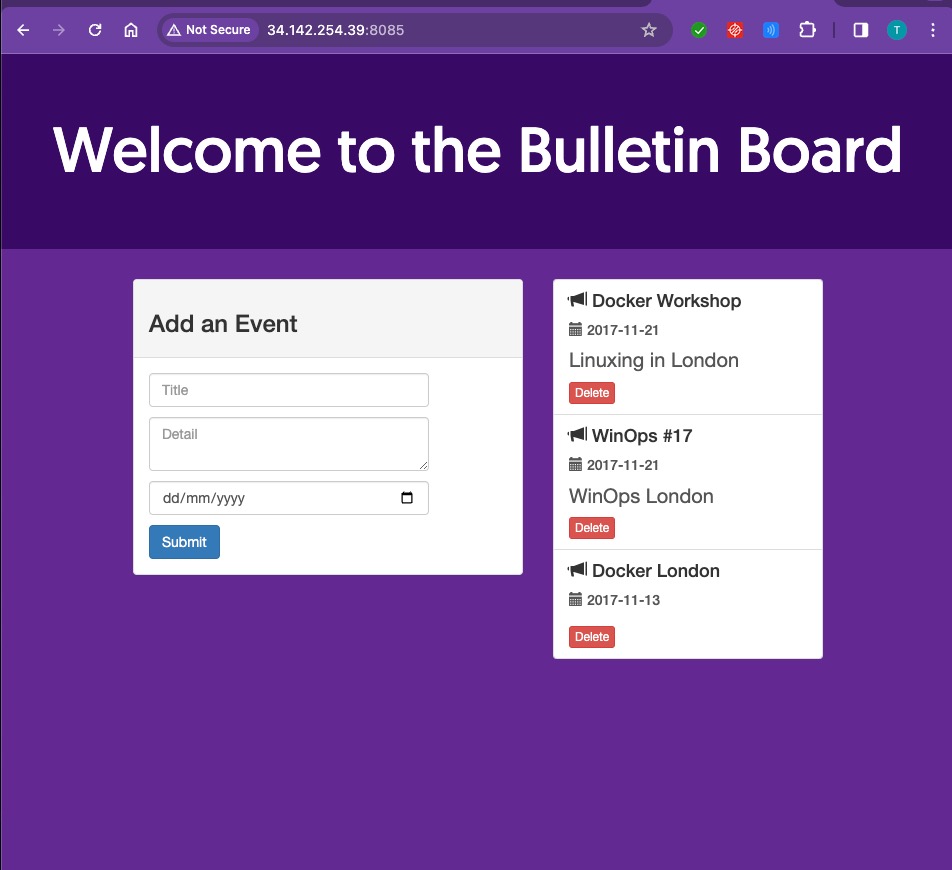 Not Secure 34.142.254.39:8085
T
Welcome to the Bulletin Board
Add an Event
Title
Detail
dd/mm/yyyy
Submit
Docker Workshop
2017-11-21
Linuxing in London
Delete
WinOps #17
2017-11-21
WinOps London
Delete
Docker London
2017-11-13
Delete